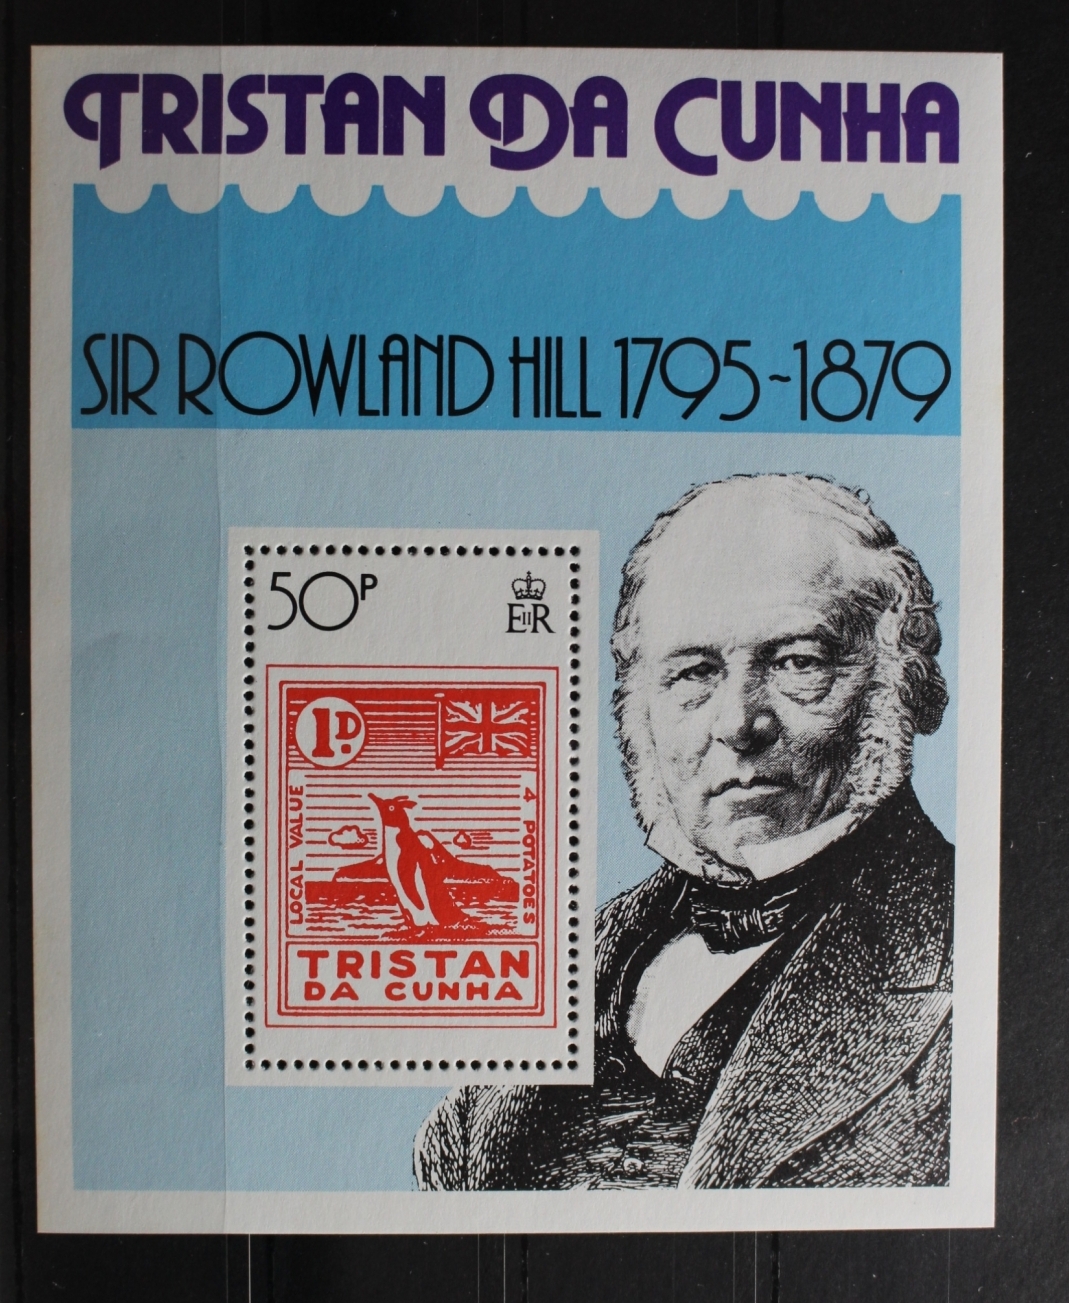 TRISTAN DA CUNHA
SIR ROWLAND HILL 1795~1879
50P
EIIR
1D.
LOCAL VALUE
4 POTATOES
TRISTAN
DA CUNHA